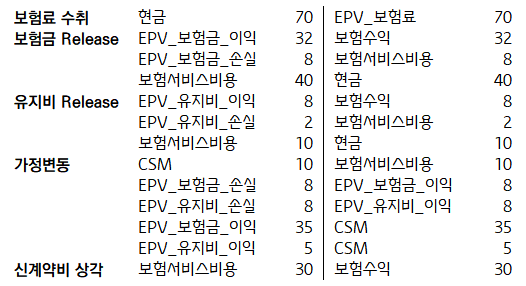 보험료 수취 현금 70 EPV_보험료 70
보험금 Release EPV_보험금_이익 32 보험수익 32
EPV_보험금_손실 8 보험서비스비용 8
보험서비스비용 40 현금 40
유지비 Release EPV_유지비_이익 8 보험수익 8
EPV_유지비_손실 2 보험서비스비용 2
보험서비스비용 10 현금 10
가정변동 CSM 10 보험서비스비용 10
EPV_보험금_손실 8 EPV_보험금_이익 8
EPV_유지비_손실 8 EPV_유지비_이익 8
EPV_보험금_이익 35 CSM 35
EPV_유지비_이익 5 CSM 5
신계약비 상각 보험서비스비용 30 보험수익 30